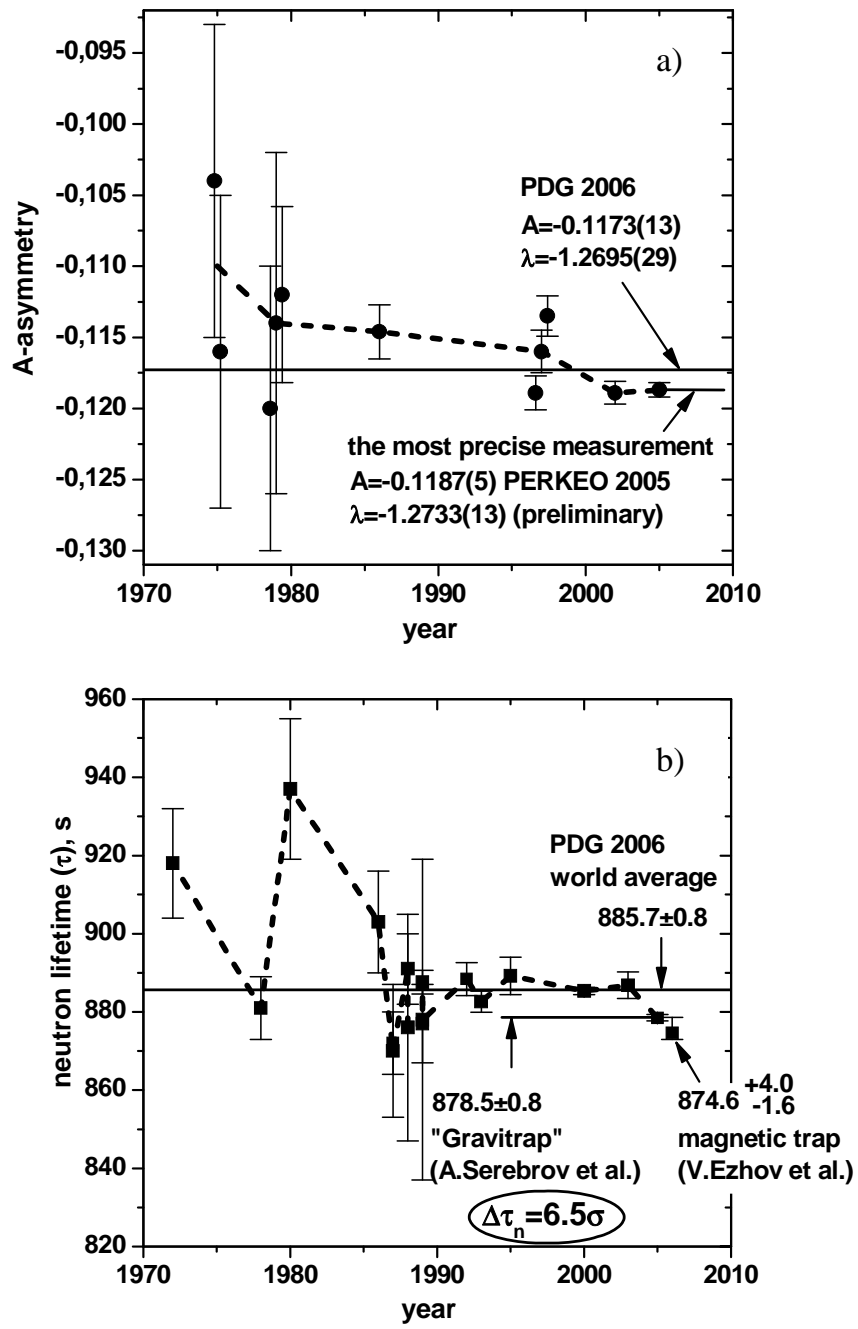 a)
-0,095
-0,100
-0,105
-0,110
-0,115
-0,120
-0,125
-0,130
A-asymmetry
PDG 2006
A=-0.1173(13)
λ=-1.2695(29)
the most precise measurement
A=-0.1187(5) PERKEO 2005
λ=-1.2733(13) (preliminary)
1970 1980 1990 2000 2010
year
b)
960
940
920
900
880
860
840
820
neutron lifetime (τ), s
PDG 2006
world average
885.7±0.8
878.5±0.8
"Gravitrap"
(A.Serebrov et al.)
874.6 +4.0 -1.6
magnetic trap
(V.Ezhov et al.)
Δτn=6.5σ
1970 1980 1990 2000 2010
year